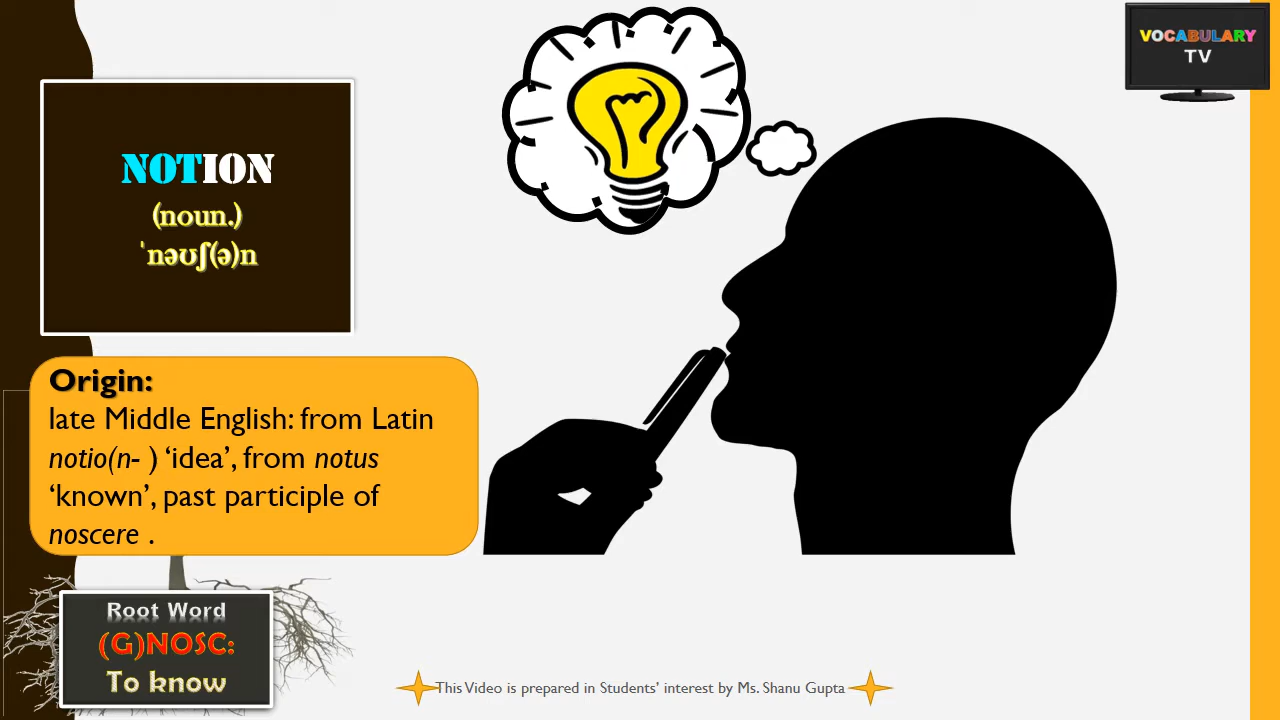 VOCABULARY
TV
NOTION
(noun.)
ˈnəʊʃ(ə)n
Origin:
late Middle English: from Latin
notio(n- ) ‘idea’, from notus
‘known’, past participle of
noscere .
Root Word
(G)NOSC:
To know
This Video is prepared in Students’ interest by Ms. Shanu Gupta